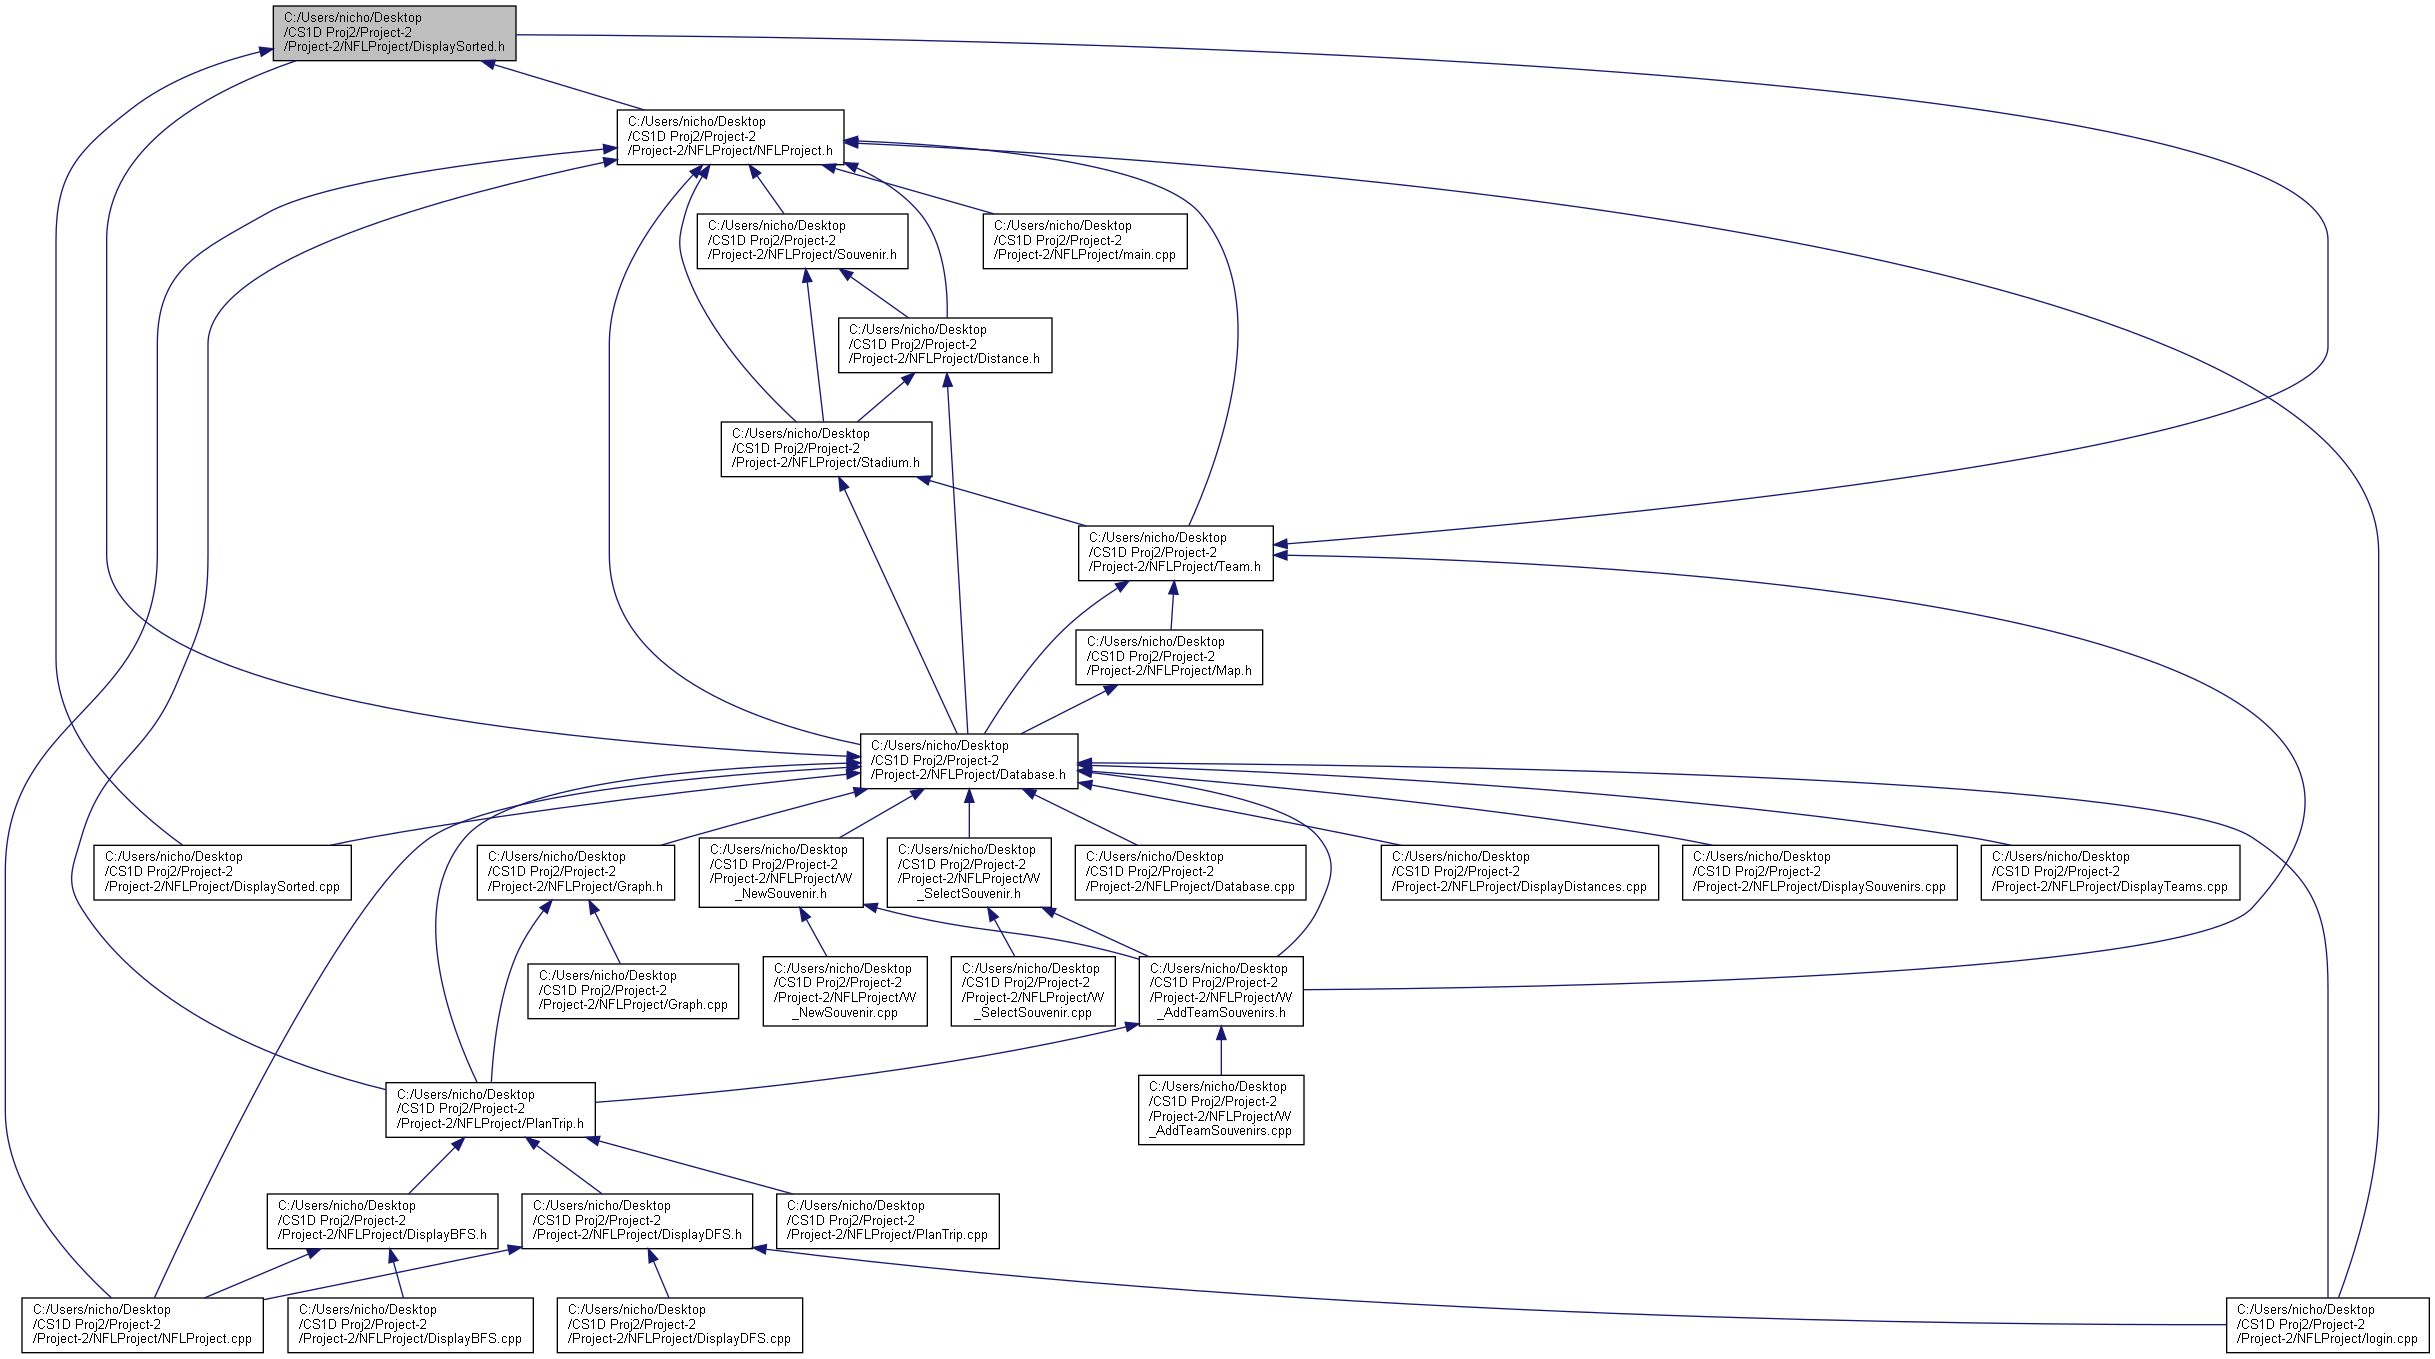 C:/Users/nicho/Desktop
/CS1D Proj2/Project-2
/Project-2/NFLProject/DisplaySorted.h
C:/Users/nicho/Desktop
/CS1D Proj2/Project-2
/Project-2/NFLProject/NFLProject.h
C:/Users/nicho/Desktop
/CS1D Proj2/Project-2
/Project-2/NFLProject/Souvenir.h
C:/Users/nicho/Desktop
/CS1D Proj2/Project-2
/Project-2/NFLProject/main.cpp
C:/Users/nicho/Desktop
/CS1D Proj2/Project-2
/Project-2/NFLProject/Distance.h
C:/Users/nicho/Desktop
/CS1D Proj2/Project-2
/Project-2/NFLProject/Stadium.h
C:/Users/nicho/Desktop
/CS1D Proj2/Project-2
/Project-2/NFLProject/Team.h
C:/Users/nicho/Desktop
/CS1D Proj2/Project-2
/Project-2/NFLProject/Map.h
C:/Users/nicho/Desktop
/CS1D Proj2/Project-2
/Project-2/NFLProject/Database.h
C:/Users/nicho/Desktop
/CS1D Proj2/Project-2
/Project-2/NFLProject/DisplaySorted.cpp
C:/Users/nicho/Desktop
/CS1D Proj2/Project-2
/Project-2/NFLProject/Graph.h
C:/Users/nicho/Desktop
/CS1D Proj2/Project-2
/Project-2/NFLProject/W
_NewSouvenir.h
C:/Users/nicho/Desktop
/CS1D Proj2/Project-2
/Project-2/NFLProject/W
_SelectSouvenir.h
C:/Users/nicho/Desktop
/CS1D Proj2/Project-2
/Project-2/NFLProject/Database.cpp
C:/Users/nicho/Desktop
/CS1D Proj2/Project-2
/Project-2/NFLProject/DisplayDistances.cpp
C:/Users/nicho/Desktop
/CS1D Proj2/Project-2
/Project-2/NFLProject/DisplaySouvenirs.cpp
C:/Users/nicho/Desktop
/CS1D Proj2/Project-2
/Project-2/NFLProject/DisplayTeams.cpp
C:/Users/nicho/Desktop
/CS1D Proj2/Project-2
/Project-2/NFLProject/Graph.cpp
C:/Users/nicho/Desktop
/CS1D Proj2/Project-2
/Project-2/NFLProject/W
_NewSouvenir.cpp
C:/Users/nicho/Desktop
/CS1D Proj2/Project-2
/Project-2/NFLProject/W
_SelectSouvenir.cpp
C:/Users/nicho/Desktop
/CS1D Proj2/Project-2
/Project-2/NFLProject/W
_AddTeamSouvenirs.h
C:/Users/nicho/Desktop
/CS1D Proj2/Project-2
/Project-2/NFLProject/PlanTrip.h
C:/Users/nicho/Desktop
/CS1D Proj2/Project-2
/Project-2/NFLProject/W
_AddTeamSouvenirs.cpp
C:/Users/nicho/Desktop
/CS1D Proj2/Project-2
/Project-2/NFLProject/DisplayBFS.h
C:/Users/nicho/Desktop
/CS1D Proj2/Project-2
/Project-2/NFLProject/DisplayDFS.h
C:/Users/nicho/Desktop
/CS1D Proj2/Project-2
/Project-2/NFLProject/PlanTrip.cpp
C:/Users/nicho/Desktop
/CS1D Proj2/Project-2
/Project-2/NFLProject/NFLProject.cpp
C:/Users/nicho/Desktop
/CS1D Proj2/Project-2
/Project-2/NFLProject/DisplayBFS.cpp
C:/Users/nicho/Desktop
/CS1D Proj2/Project-2
/Project-2/NFLProject/DisplayDFS.cpp
C:/Users/nicho/Desktop
/CS1D Proj2/Project-2
/Project-2/NFLProject/login.cpp